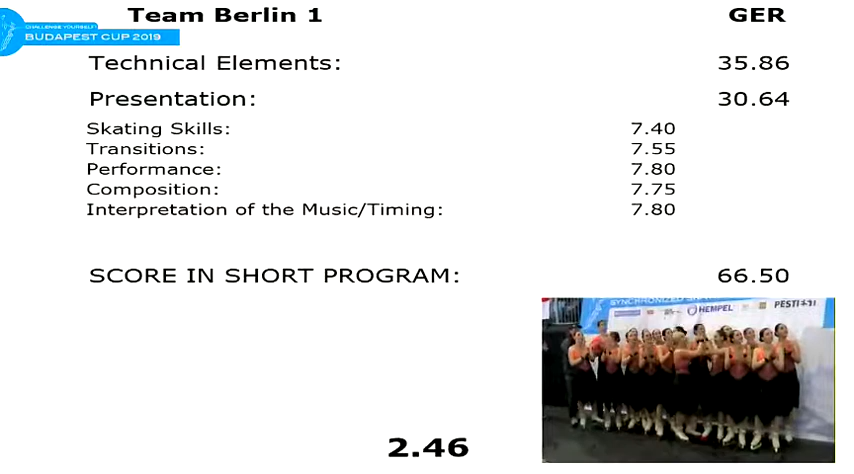 Team Berlin 1 GER
CHALLENGE YOURSELF!
BUDAPEST CUP 2019
Technical Elements: 35.86
Presentation: 30.64
Skating Skills: 7.40
Transitions: 7.55
Performance: 7.80
Composition: 7.75
Interpretation of the Music/Timing: 7.80
SCORE IN SHORT PROGRAM: 66.50
SYNCHRONIZED
HEMPEL
2.46